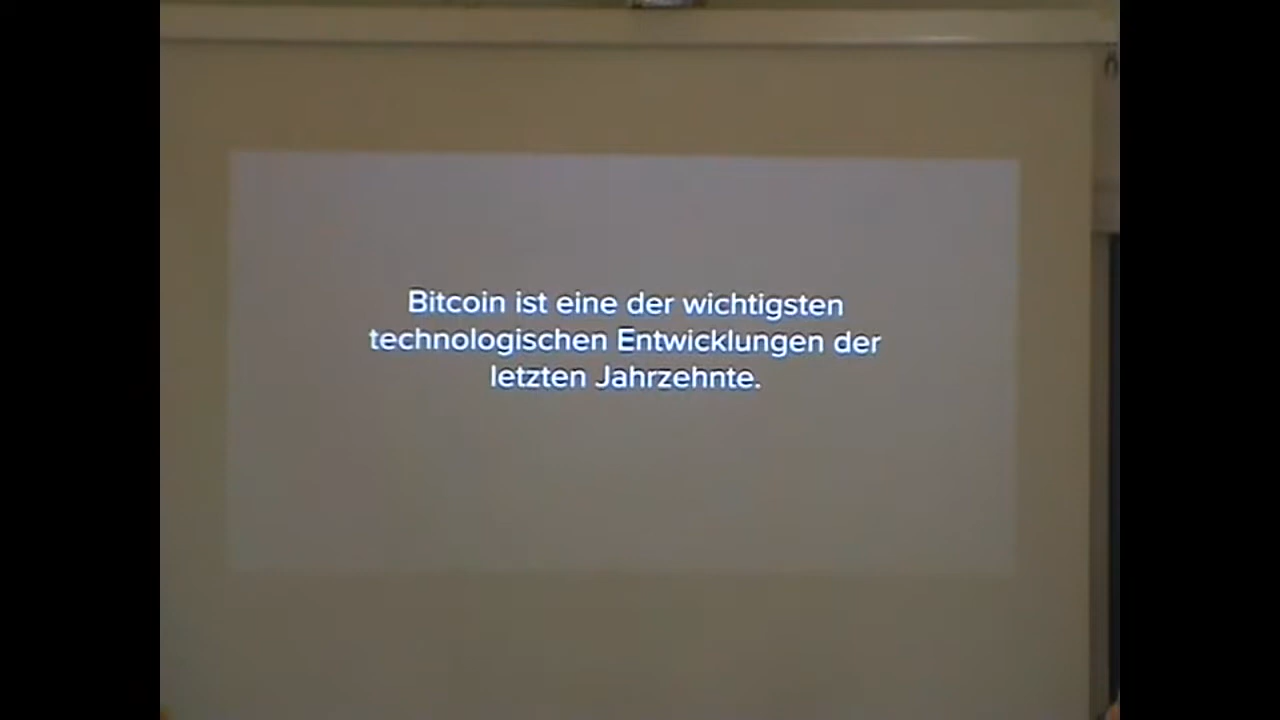 Bitcoin ist eine der wichtigsten
technologischen Entwicklungen der
letzten Jahrzehnte.